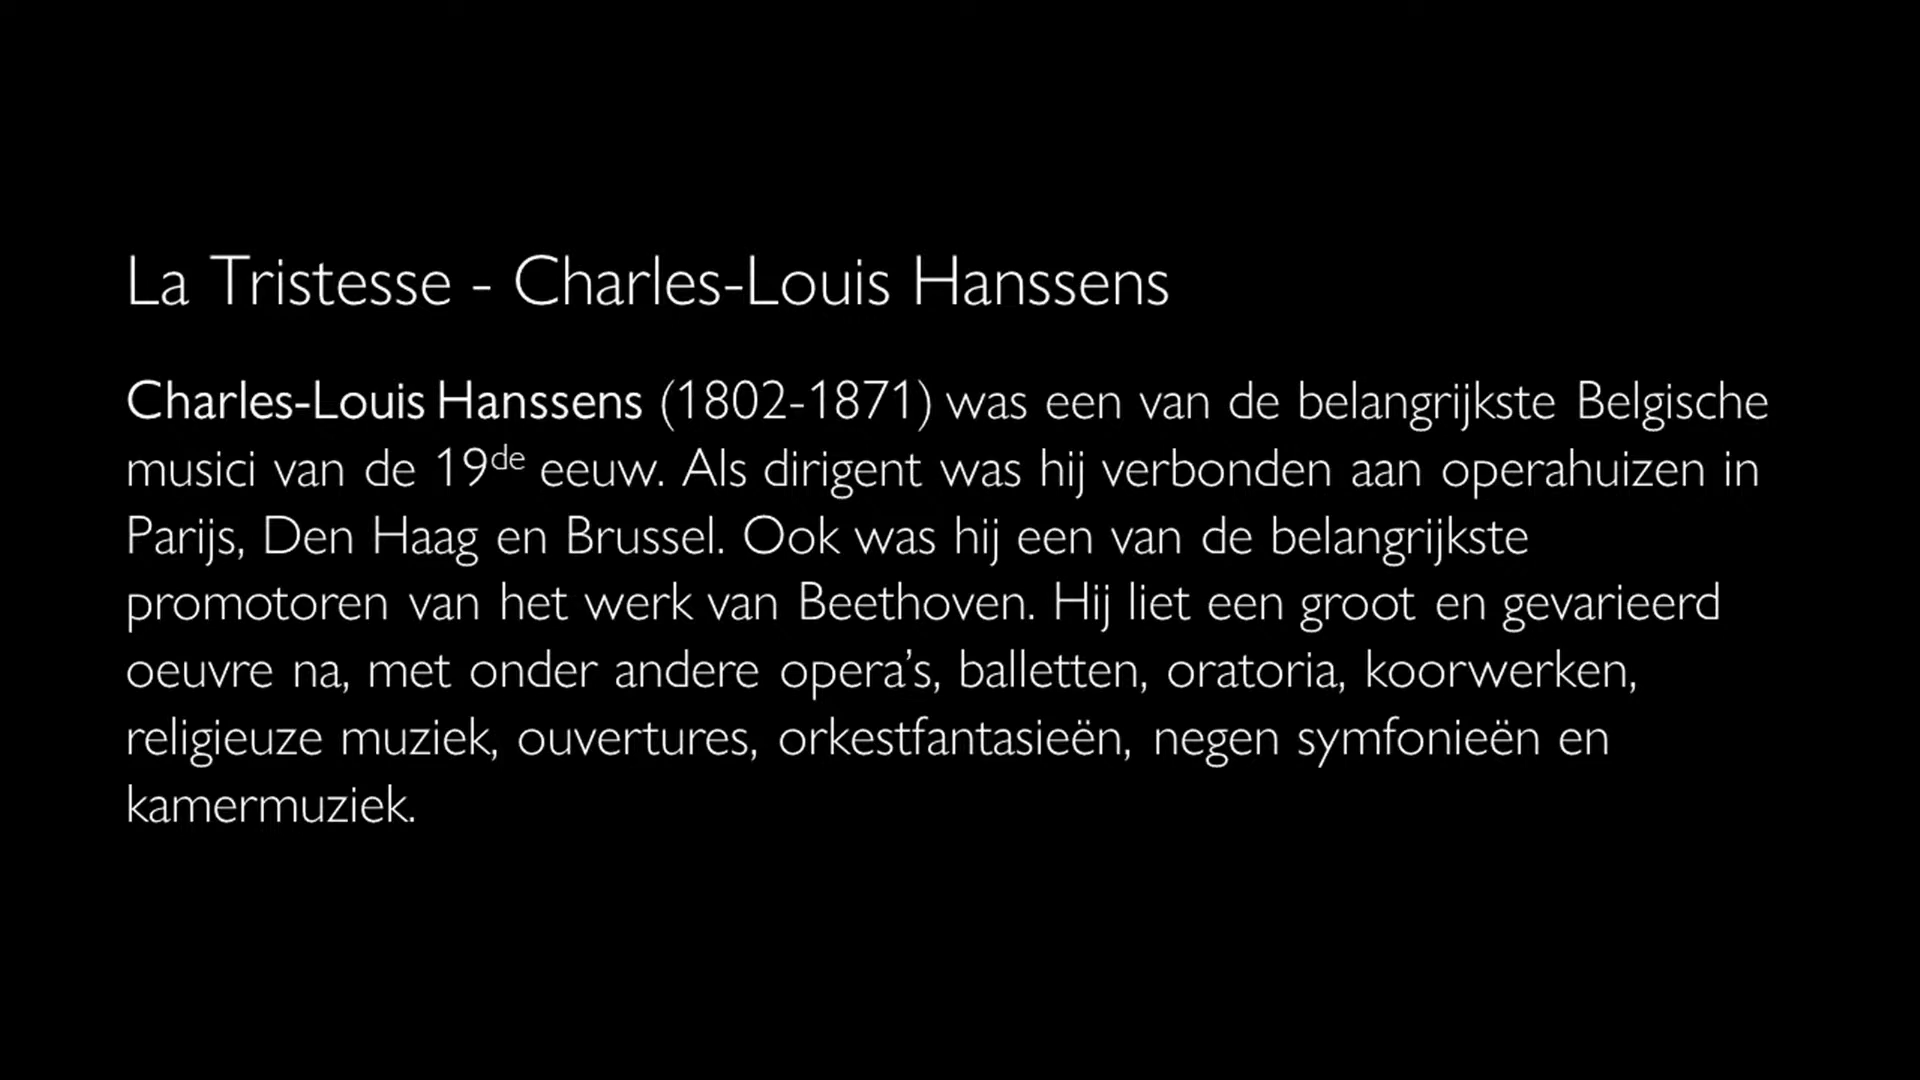 La Tristesse - Charles-Louis Hanssens
Charles-Louis Hanssens (1802-1871) was een van de belangrijkste Belgische
musici van de 19de eeuw. Als dirigent was hij verbonden aan operahuizen in
Parijs, Den Haag en Brussel. Ook was hij een van de belangrijkste
promotoren van het werk van Beethoven. Hij liet een groot en gevarieerd
oeuvre na, met onder andere opera’s, balletten, oratoria, koorwerken,
religieuze muziek, ouvertures, orkestfantasieën, negen symfonieën en
kamermuziek.